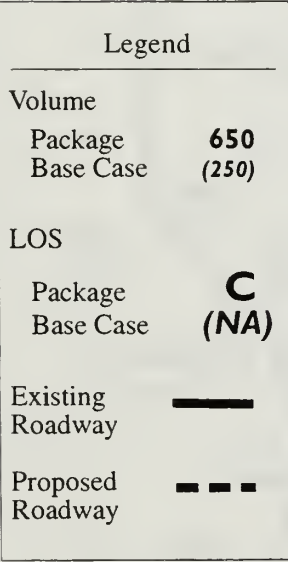 Legend
Volume
Package 650
Base Case (250)
LOS
Package C
Base Case (NA)
Existing
Roadway
Proposed
Roadway